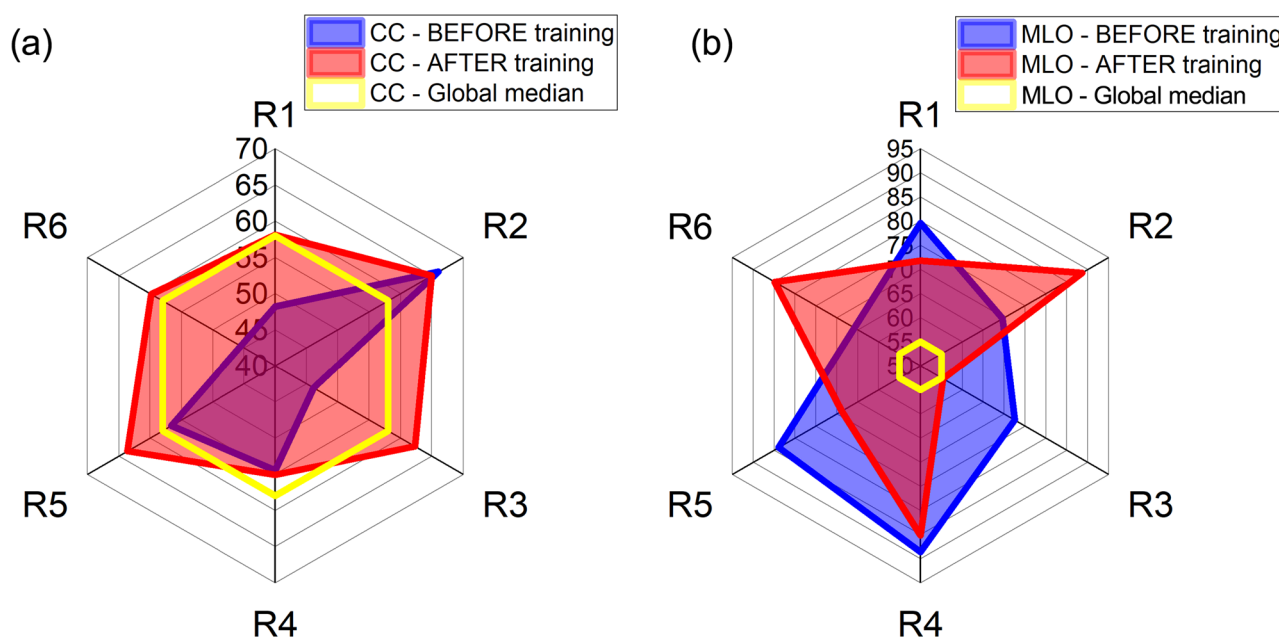 (a)
CC - BEFORE training
CC - AFTER training
CC - Global median
R1
70
65
60
55
50
45
40
R2
R3
R4
R5
R6
(b)
MLO - BEFORE training
MLO - AFTER training
MLO - Global median
R1
95
90
85
80
75
70
65
60
55
50
R2
R3
R4
R5
R6